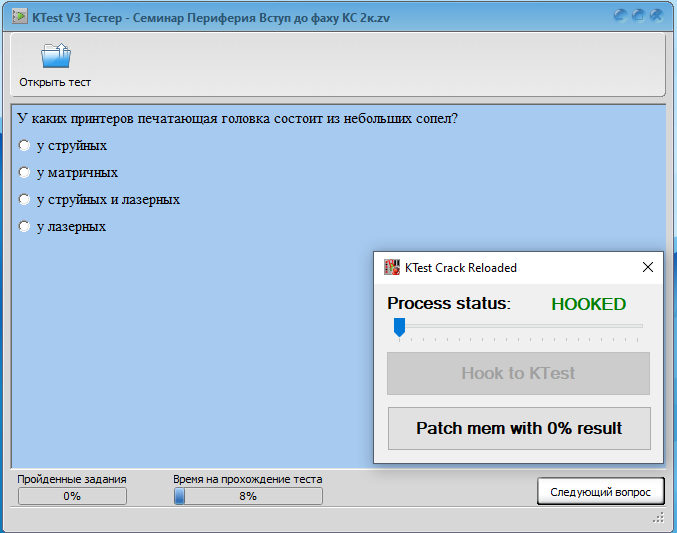 KTest V3 Тестер - Семинар Периферия Вступ до фаху КС 2к.zv
Открыть тест
У каких принтеров печатающая головка состоит из небольших сопел?
у струйных
у матричных
у струйных и лазерных
у лазерных
KTest Crack Reloaded
Process status: HOOKED
Hook to KTest
Patch mem with 0% result
Пройденные задания
0%
Время на прохождение теста
8%
Следующий вопрос